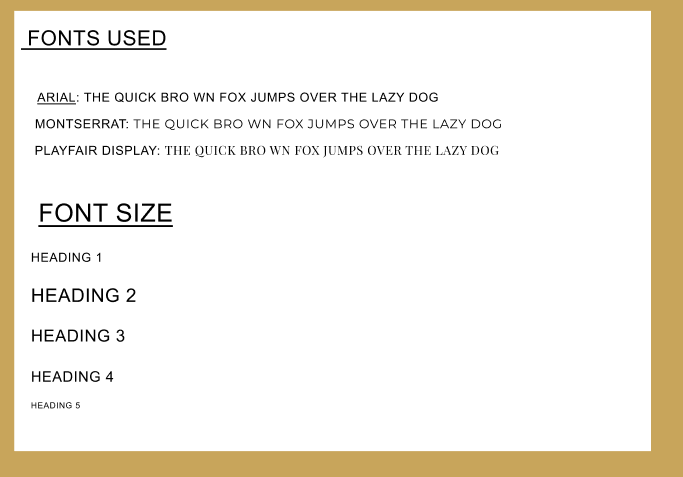 FONTS USED
ARIAL: THE QUICK BRO WN FOX JUMPS OVER THE LAZY DOG
MONTSERRAT: THE QUICK BRO WN FOX JUMPS OVER THE LAZY DOG
PLAYFAIR DISPLAY: THE QUICK BRO WN FOX JUMPS OVER THE LAZY DOG
FONT SIZE
HEADING 1
HEADING 2
HEADING 3
HEADING 4
HEADING 5